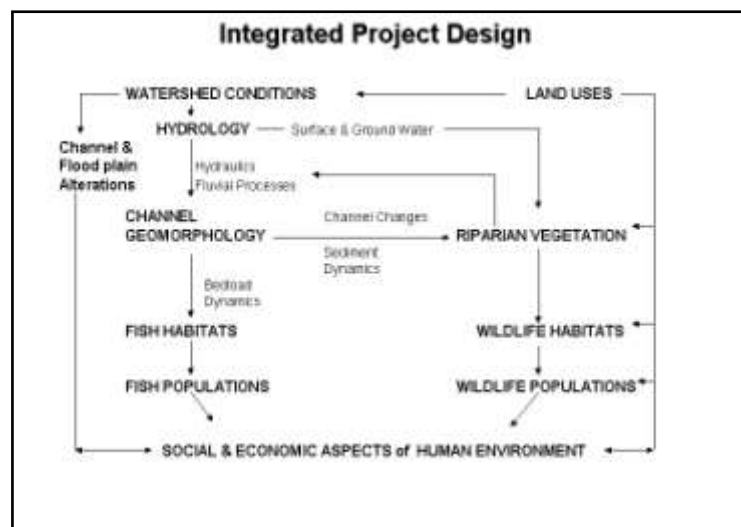 Integrated Project Design
WATERSHED CONDITIONS
LAND USES
HYDROLOGY
Surface & Ground Water
Channel &
Flood plain
Alterations
Hydraulics
Fluvial Processes
CHANNEL
GEOMORPHOLOGY
Channel Changes
Sediment
Dynamics
RIPARIAN VEGETATION
Bedload
Dynamics
FISH HABITATS
WILDLIFE HABITATS
FISH POPULATIONS
WILDLIFE POPULATIONS
SOCIAL & ECONOMIC ASPECTS of HUMAN ENVIRONMENT